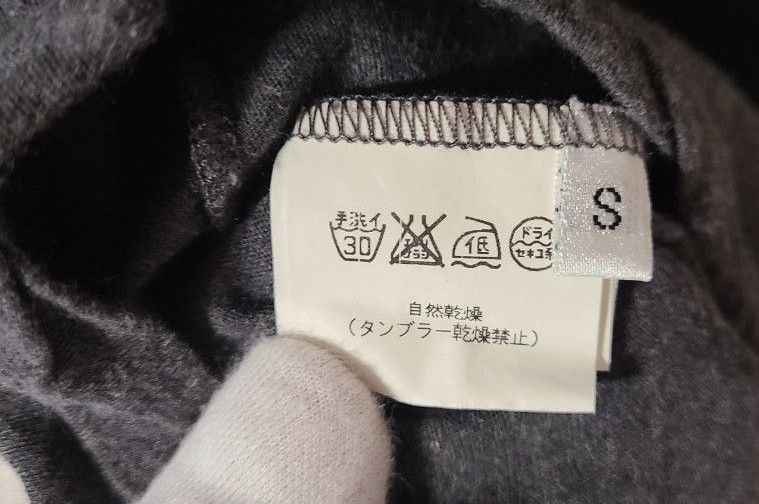 手洗イ
30
低
ドライ
セキユ系
S
自然乾燥
（タンブラー乾燥禁止）